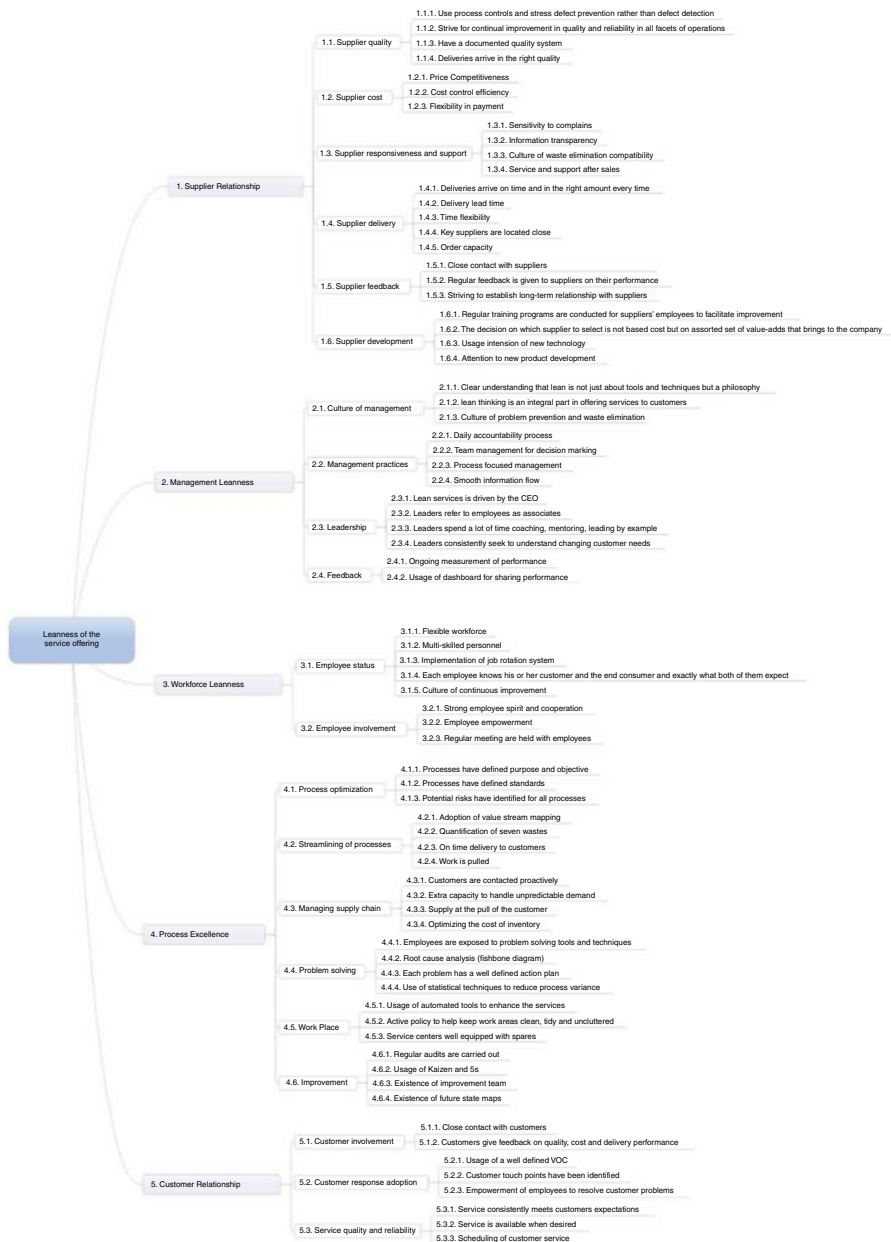 Leanness of the
service offering
1. Supplier Relationship
1.1. Supplier quality
1.1.1. Use process controls and stress defect prevention rather than defect detection
1.1.2. Strive for continual improvement in quality and reliability in all facets of operations
1.1.3. Have a documented quality system
1.1.4. Deliveries arrive in the right quality
1.2. Supplier cost
1.2.1. Price Competitiveness
1.2.2. Cost control efficiency
1.2.3. Flexibility in payment
1.3. Supplier responsiveness and support
1.3.1. Sensitivity to complains
1.3.2. Information transparency
1.3.3. Culture of waste elimination compatibility
1.3.4. Service and support after sales
1.4. Supplier delivery
1.4.1. Deliveries arrive on time and in the right amount every time
1.4.2. Delivery lead time
1.4.3. Time flexibility
1.4.4. Key suppliers are located close
1.4.5. Order capacity
1.5. Supplier feedback
1.5.1. Close contact with suppliers
1.5.2. Regular feedback is given to suppliers on their performance
1.5.3. Striving to establish long-term relationship with suppliers
1.6. Supplier development
1.6.1. Regular training programs are conducted for suppliers' employees to facilitate improvement
1.6.2. The decision on which supplier to select is not based cost but on assorted set of value-adds that brings to the company
1.6.3. Usage intension of new technology
1.6.4. Attention to new product development
2. Management Leanness
2.1. Culture of management
2.1.1. Clear understanding that lean is not just about tools and techniques but a philosophy
2.1.2. lean thinking is an integral part in offering services to customers
2.1.3. Culture of problem prevention and waste elimination
2.2. Management practices
2.2.1. Daily accountability process
2.2.2. Team management for decision marking
2.2.3. Process focused management
2.2.4. Smooth information flow
2.3. Leadership
2.3.1. Lean services is driven by the CEO
2.3.2. Leaders refer to employees as associates
2.3.3. Leaders spend a lot of time coaching, mentoring, leading by example
2.3.4. Leaders consistently seek to understand changing customer needs
2.4. Feedback
2.4.1. Ongoing measurement of performance
2.4.2. Usage of dashboard for sharing performance
3. Workforce Leanness
3.1. Employee status
3.1.1. Flexible workforce
3.1.2. Multi-skilled personnel
3.1.3. Implementation of job rotation system
3.1.4. Each employee knows his or her customer and the end consumer and exactly what both of them expect
3.1.5. Culture of continuous improvement
3.2. Employee involvement
3.2.1. Strong employee spirit and cooperation
3.2.2. Employee empowerment
3.2.3. Regular meeting are held with employees
4. Process Excellence
4.1. Process optimization
4.1.1. Processes have defined purpose and objective
4.1.2. Processes have defined standards
4.1.3. Potential risks have identified for all processes
4.2. Streamlining of processes
4.2.1. Adoption of value stream mapping
4.2.2. Quantification of seven wastes
4.2.3. On time delivery to customers
4.2.4. Work is pulled
4.3. Managing supply chain
4.3.1. Customers are contacted proactively
4.3.2. Extra capacity to handle unpredictable demand
4.3.3. Supply at the pull of the customer
4.3.4. Optimizing the cost of inventory
4.4. Problem solving
4.4.1. Employees are exposed to problem solving tools and techniques
4.4.2. Root cause analysis (fishbone diagram)
4.4.3. Each problem has a well defined action plan
4.4.4. Use of statistical techniques to reduce process variance
4.5. Work Place
4.5.1. Usage of automated tools to enhance the services
4.5.2. Active policy to help keep work areas clean, tidy and uncluttered
4.5.3. Service centers well equipped with spares
4.6. Improvement
4.6.1. Regular audits are carried out
4.6.2. Usage of Kaizen and 5s
4.6.3. Existence of improvement team
4.6.4. Existence of future state maps
5. Customer Relationship
5.1. Customer involvement
5.1.1. Close contact with customers
5.1.2. Customers give feedback on quality, cost and delivery performance
5.2. Customer response adoption
5.2.1. Usage of a well defined VOC
5.2.2. Customer touch points have been identified
5.2.3. Empowerment of employees to resolve customer problems
5.3. Service quality and reliability
5.3.1. Service consistently meets customers expectations
5.3.2. Service is available when desired
5.3.3. Scheduling of customer service